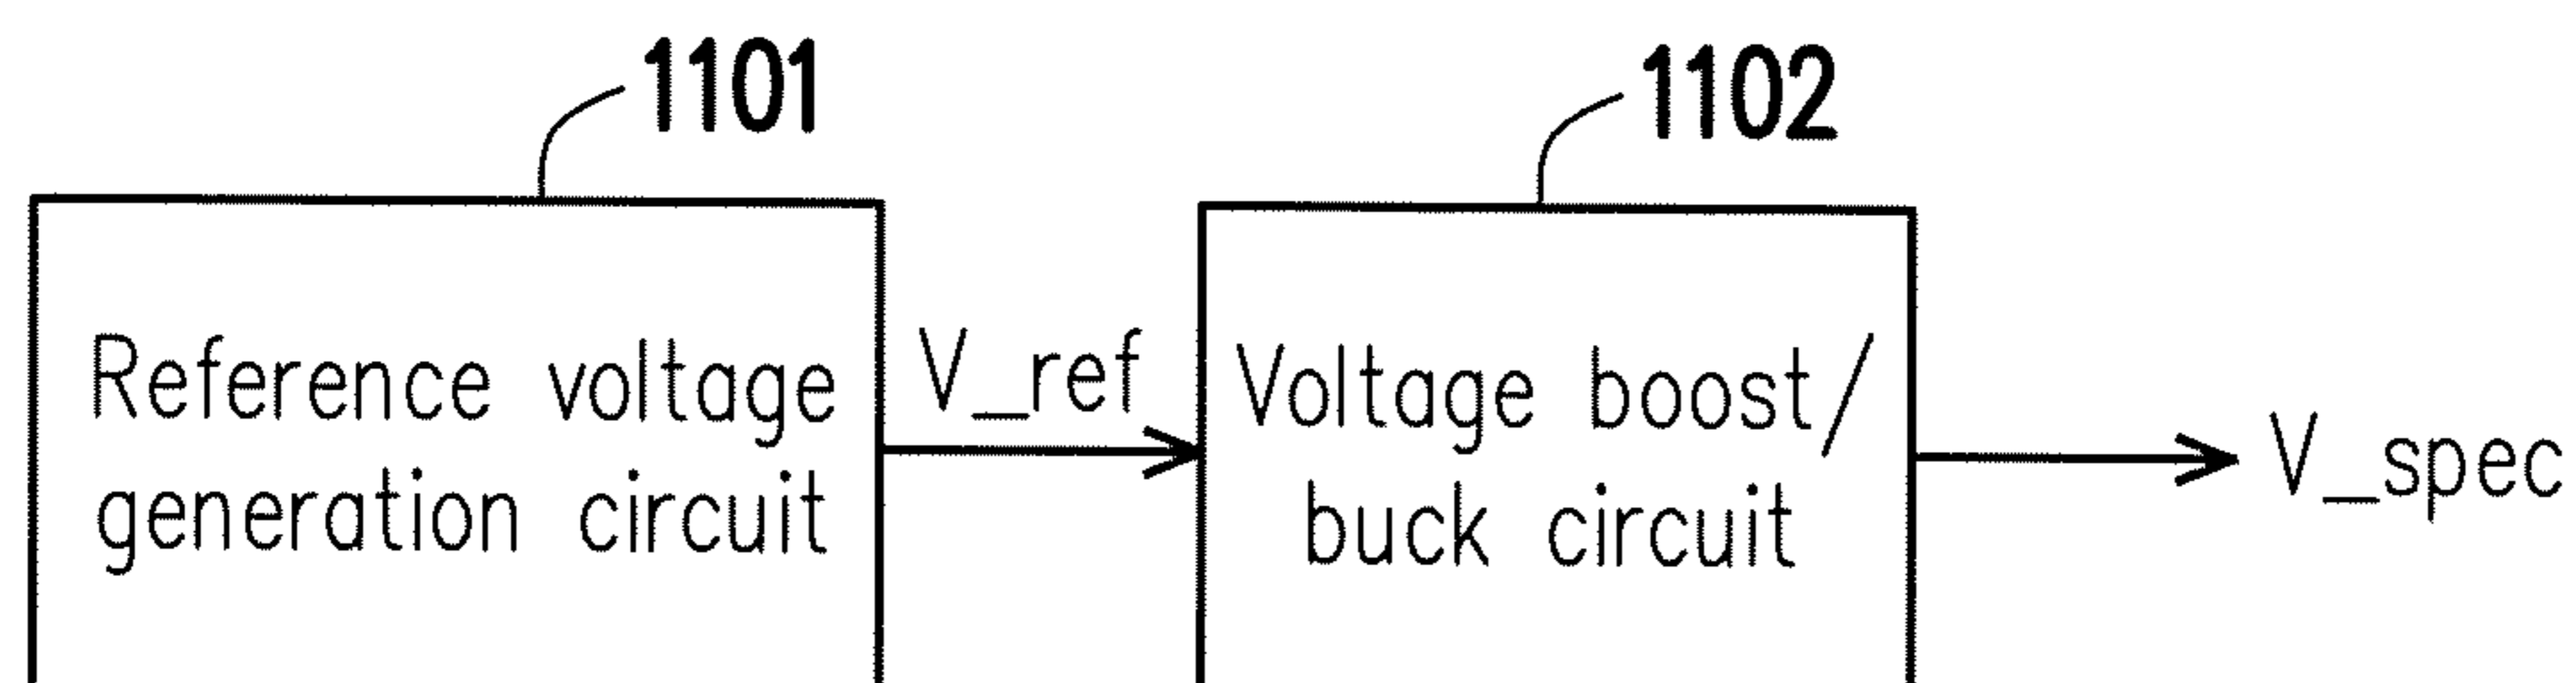 1101
1102
Reference voltage
generation circuit
V_ref
Voltage boost/
buck circuit
V_spec